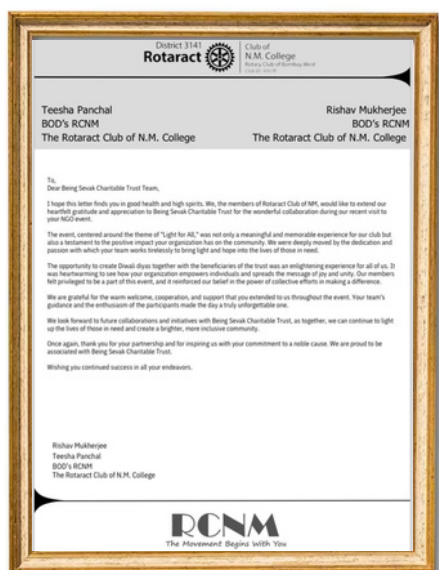 District 3141
Rotaract
Club of
N.M. College
Rotary Club of Bombay West
Teesha Panchal
BOD's RCNM
The Rotaract Club of N.M. College
Rishav Mukherjee
BOD's RCNM
The Rotaract Club of N.M. College
To,
Dear Being Sevak Charitable Trust Team,
I hope this letter finds you in good health and high spirits. We, the members of Rotaract Club of NM, would like to extend our
heartfelt gratitude and appreciation to Being Sevak Charitable Trust for the wonderful collaboration during our recent visit to
your NGO event.
The event, centered around the theme of "Light for All," was not only a meaningful and memorable experience for our club but
also a testament to the positive impact your organization has on the community. We were deeply moved by the dedication and
passion with which your team works tirelessly to bring light and hope into the lives of those in need.
The opportunity to create Diwali diyas together with the beneficiaries of the trust was an enlightening experience for all of us. It
was heartwarming to see how your organization empowers individuals and spreads the message of joy and unity. Our members
felt privileged to be a part of this event, and it reinforced our belief in the power of collective efforts in making a difference.
We are grateful for the warm welcome, cooperation, and support that you extended to us throughout the event. Your team's
guidance and the enthusiasm of the participants made the day a truly unforgettable one.
We look forward to future collaborations and initiatives with Being Sevak Charitable Trust, as together, we can continue to light
up the lives of those in need and create a brighter, more inclusive community.
Once again, thank you for your partnership and for inspiring us with your commitment to a noble cause. We are proud to be
associated with Being Sevak Charitable Trust.
Wishing you continued success in all your endeavors.
Rishav Mukherjee
Teesha Panchal
BOD's RCNM
The Rotaract Club of N.M. College
RCNM
The Movement Begins With You